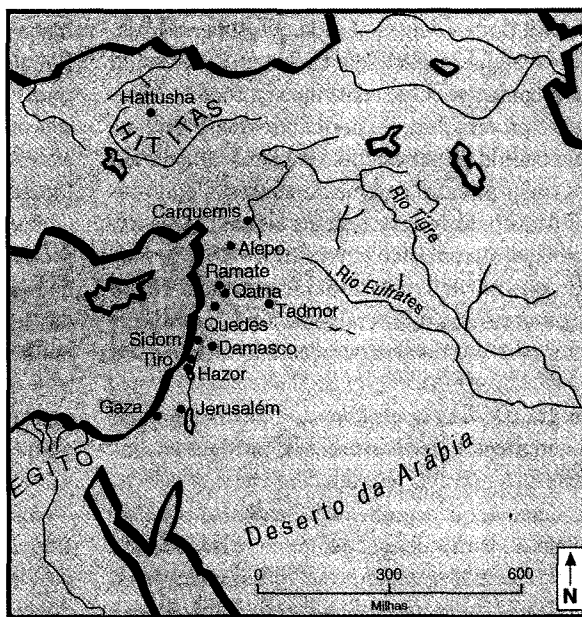 Hattusha
HITITAS
Carquemis
Rio Tigre
Alepo
Ramate
Qatna
Rio Eufrates
Tadmor
Quedes
Sidom
Damasco
Tiro
Hazor
Gaza
Jerusalém
EGITO
Deserto da Arábia
0 300 600
Milhas
N